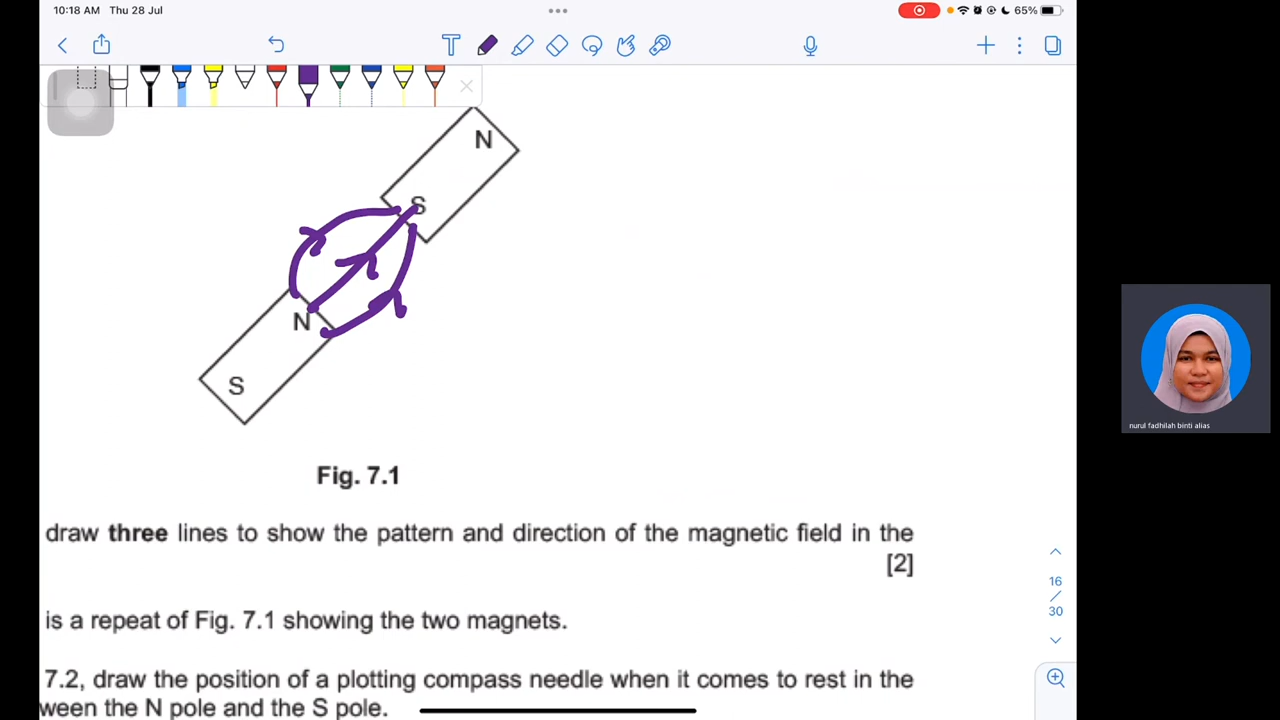 10:18 AM Thu 28 Jul
65%
T
N
S
N
S
Fig. 7.1
draw three lines to show the pattern and direction of the magnetic field in the
[2]
is a repeat of Fig. 7.1 showing the two magnets.
7.2, draw the position of a plotting compass needle when it comes to rest in the
ween the N pole and the S pole.
16
/
30
nurul fadhilah binti alias